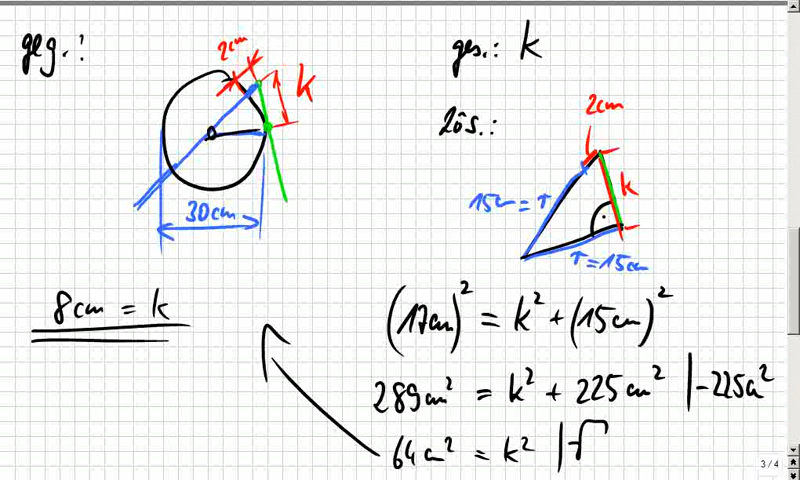 geg.:
2cm
k
30cm
ges.: k
Lös.:
2cm
k
15cm = r
r = 15cm
(17cm)² = k² + (15cm)²
289cm² = k² + 225cm² | - 225cm²
64cm² = k² | √
8cm = k
3/4